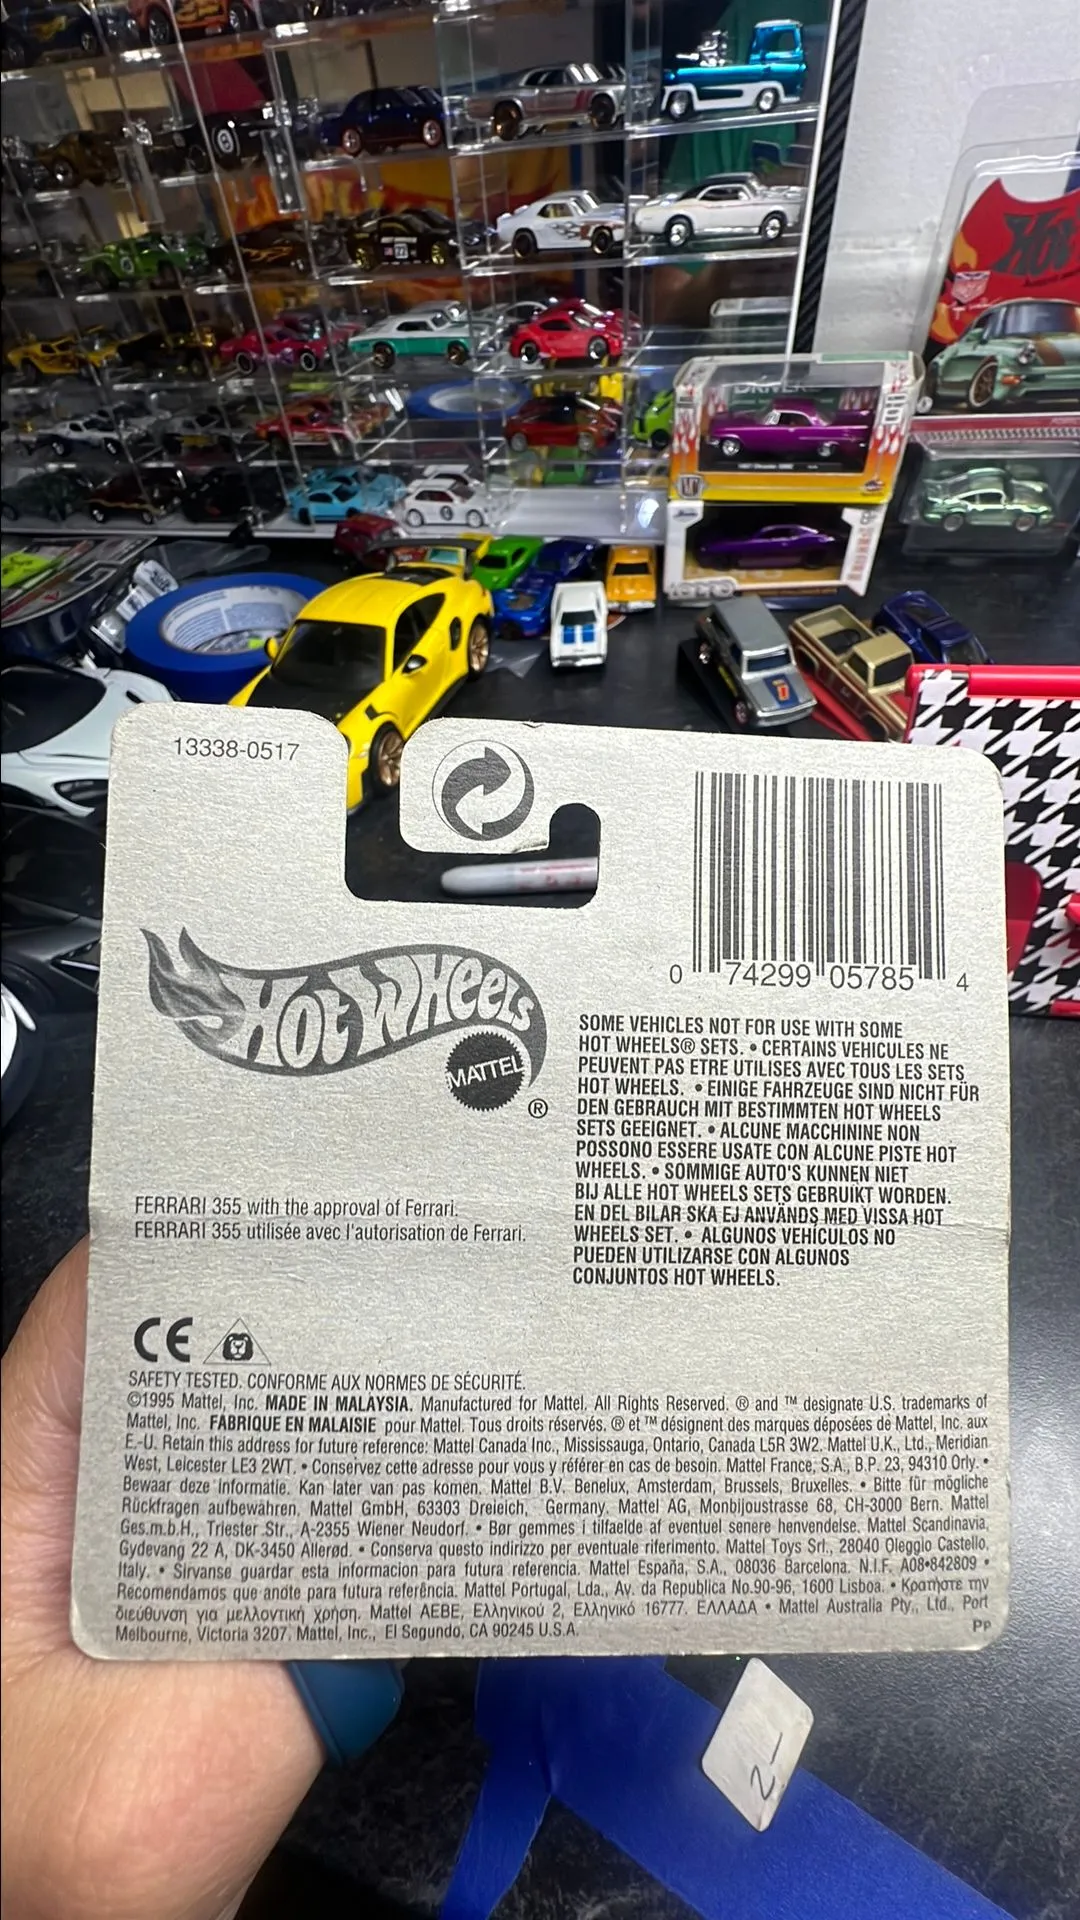 13338-0517
0 74299 05785 4
HOT WHEELS
MATTEL
®
SOME VEHICLES NOT FOR USE WITH SOME
HOT WHEELS® SETS. • CERTAINS VEHICULES NE
PEUVENT PAS ETRE UTILISES AVEC TOUS LES SETS
HOT WHEELS. • EINIGE FAHRZEUGE SIND NICHT FÜR
DEN GEBRAUCH MIT BESTIMMTEN HOT WHEELS
SETS GEEIGNET. • ALCUNE MACCHININE NON
POSSONO ESSERE USATE CON ALCUNE PISTE HOT
WHEELS. • SOMMIGE AUTO'S KUNNEN NIET
BIJ ALLE HOT WHEELS SETS GEBRUIKT WORDEN.
EN DEL BILAR SKA EJ ANVÄNDS MED VISSA HOT
WHEELS SET. • ALGUNOS VEHÍCULOS NO
PUEDEN UTILIZARSE CON ALGUNOS
CONJUNTOS HOT WHEELS.
FERRARI 355 with the approval of Ferrari.
FERRARI 355 utilisée avec l'autorisation de Ferrari.
CE
SAFETY TESTED. CONFORME AUX NORMES DE SÉCURITÉ.
©1995 Mattel, Inc. MADE IN MALAYSIA. Manufactured for Mattel. All Rights Reserved. ® and ™ designate U.S. trademarks of
Mattel, Inc. FABRIQUE EN MALAISIE pour Mattel. Tous droits réservés. ® et ™ désignent des marques déposées de Mattel, Inc. aux
E.-U. Retain this address for future reference: Mattel Canada Inc., Mississauga, Ontario, Canada L5R 3W2. Mattel U.K., Ltd., Meridian
West, Leicester LE3 2WT. • Conservez cette adresse pour vous y référer en cas de besoin. Mattel France, S.A., B.P. 23, 94310 Orly. •
Bewaar deze informatie. Kan later van pas komen. Mattel B.V. Benelux, Amsterdam, Brussels, Bruxelles. • Bitte für mögliche
Rückfragen aufbewahren. Mattel GmbH, 63303 Dreieich, Germany. Mattel AG, Monbijoustrasse 68, CH-3000 Bern. Mattel
Ges.m.b.H., Triester Str., A-2355 Wiener Neudorf. • Bør gemmes i tilfaelde af eventuel senere henvendelse. Mattel Scandinavia,
Gydevang 22 A, DK-3450 Allerød. • Conserva questo indirizzo per eventuale riferimento. Mattel Toys Srl., 28040 Oleggio Castello,
Italy. • Sírvanse guardar esta informacion para futura referencia. Mattel España, S.A., 08036 Barcelona. N.I.F. A08•842809 •
Recomendamos que anote para futura referência. Mattel Portugal, Lda., Av. da Republica No.90-96, 1600 Lisboa. • Κρατήστε την
διεύθυνση για μελλοντική χρήση. Mattel AEBE, Ελληνικού 2, Ελληνικό 16777. ΕΛΛΑΔΑ • Mattel Australia Pty., Ltd., Port
Melbourne, Victoria 3207. Mattel, Inc., El Segundo, CA 90245 U.S.A.
PP
2-